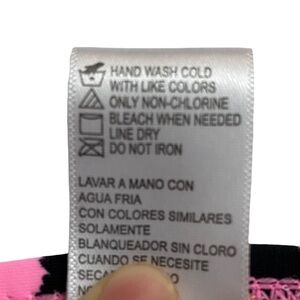 HAND WASH COLD
WITH LIKE COLORS
ONLY NON-CHLORINE
BLEACH WHEN NEEDED
LINE DRY
DO NOT IRON
LAVAR A MANO CON
AGUA FRIA
CON COLORES SIMILARES
SOLAMENTE
BLANQUEADOR SIN CLORO
CUANDO SE NECESITE